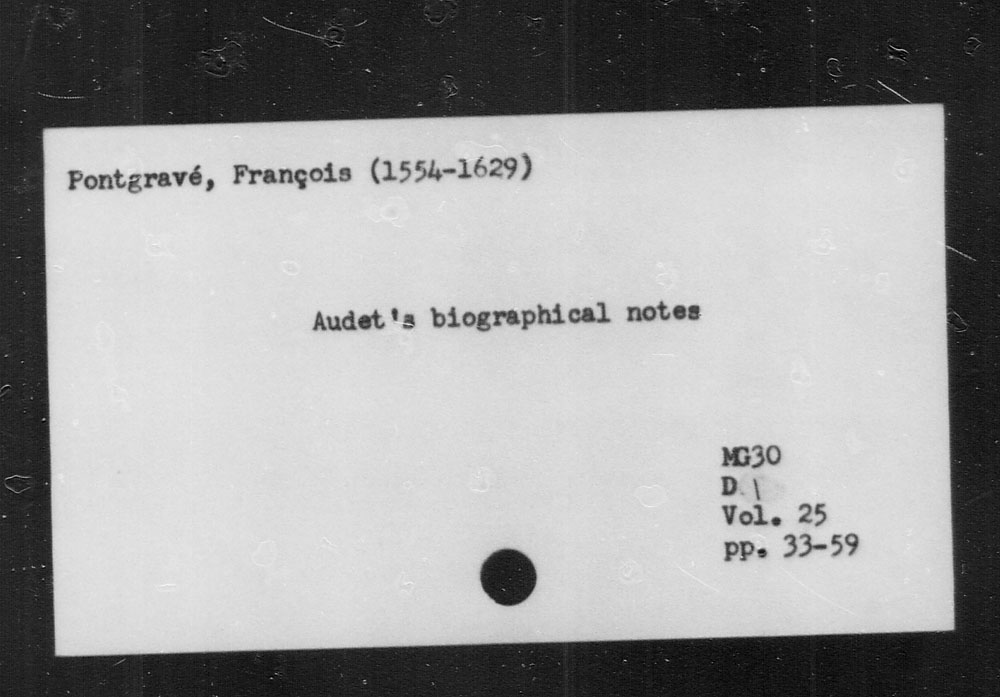 Pontgravé, François (1554-1629)
Audet's biographical notes
MG30
D 1
Vol. 25
pp. 33-59